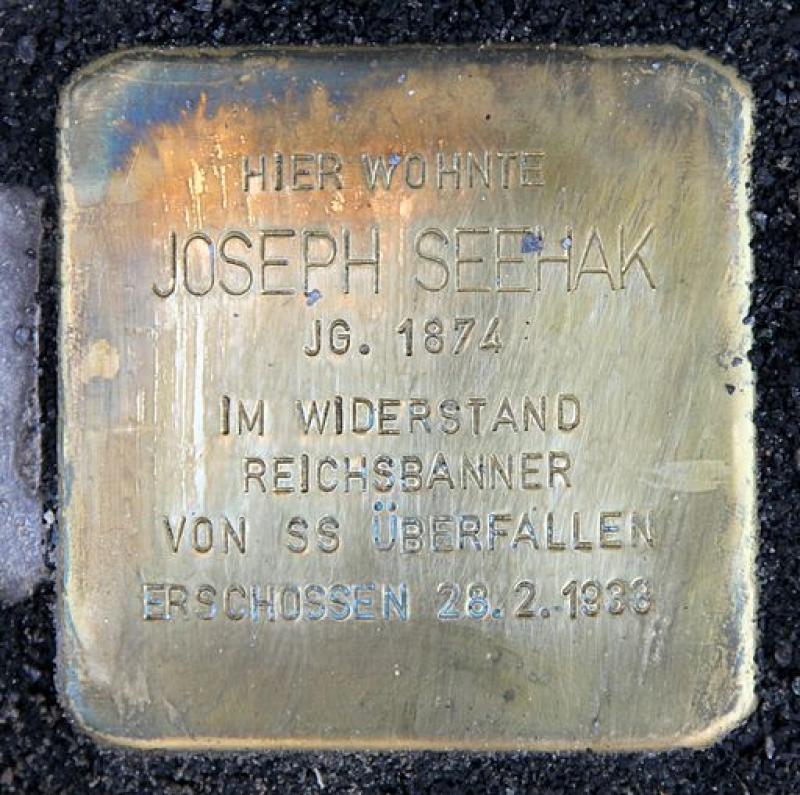 HIER WOHNTE
JOSEPH SEEHAK
JG. 1874
IM WIDERSTAND
REICHSBANNER
VON SS ÜBERFALLEN
ERSCHOSSEN 28.2.1933